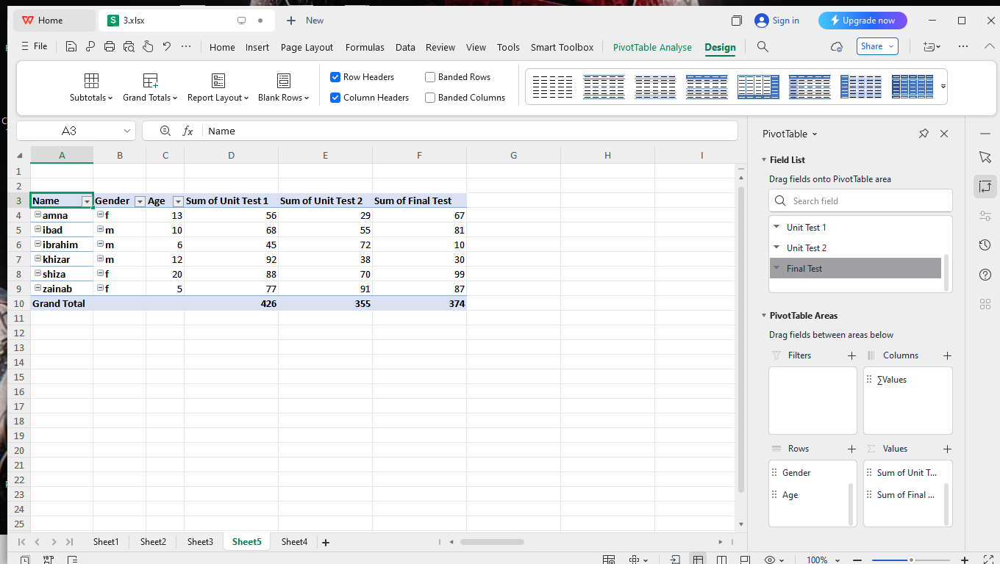 Home 3.xlsx New Sign in Upgrade now
File Home Insert Page Layout Formulas Data Review View Tools Smart Toolbox PivotTable Analyse Design Share
Row Headers Banded Rows
Subtotals Grand Totals Report Layout Blank Rows Column Headers Banded Columns
A3 fx Name
PivotTable
A B C D E F G H I
Field List
Drag fields onto PivotTable area
Search field
Unit Test 1
Unit Test 2
Final Test
1
2
3 Name Gender Age Sum of Unit Test 1 Sum of Unit Test 2 Sum of Final Test
4 amna f 13 56 29 67
5 ibad m 10 68 55 81
6 ibrahim m 6 45 72 10
7 khizar m 12 92 38 30
8 shiza f 20 88 70 99
9 zainab f 5 77 91 87
10 Grand Total 426 355 374
11
12
13
14
15
16
17
18
19
20
21
22
23
24
25
PivotTable Areas
Drag fields between areas below
Filters Columns
∑Values
Rows Values
Gender Sum of Unit T...
Age Sum of Final ...
Sheet1 Sheet2 Sheet3 Sheet5 Sheet4
100%